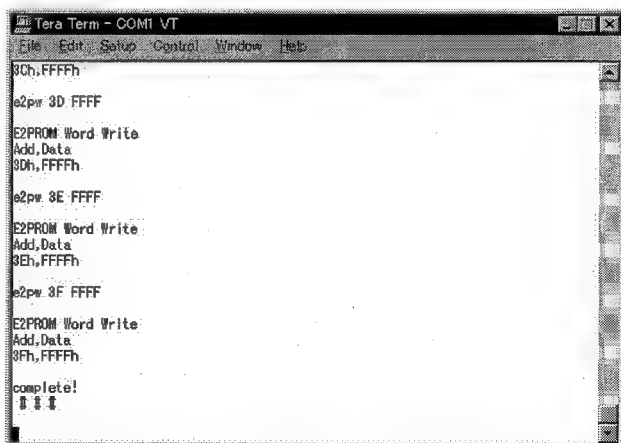 Tera Term - COM1 VT
File Edit Setup Control Window Help
3Ch,FFFFh
e2pw 3D FFFF
E2PROM Word Write
Add,Data
3Dh,FFFFh
e2pw 3E FFFF
E2PROM Word Write
Add,Data
3Eh,FFFFh
e2pw 3F FFFF
E2PROM Word Write
Add,Data
3Fh,FFFFh
complete!